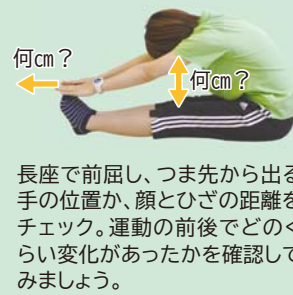 何㎝？
何㎝？
長座で前屈し、つま先から出る
手の位置か、顔とひざの距離を
チェック。運動の前後でどのく
らい変化があったかを確認して
みましょう。